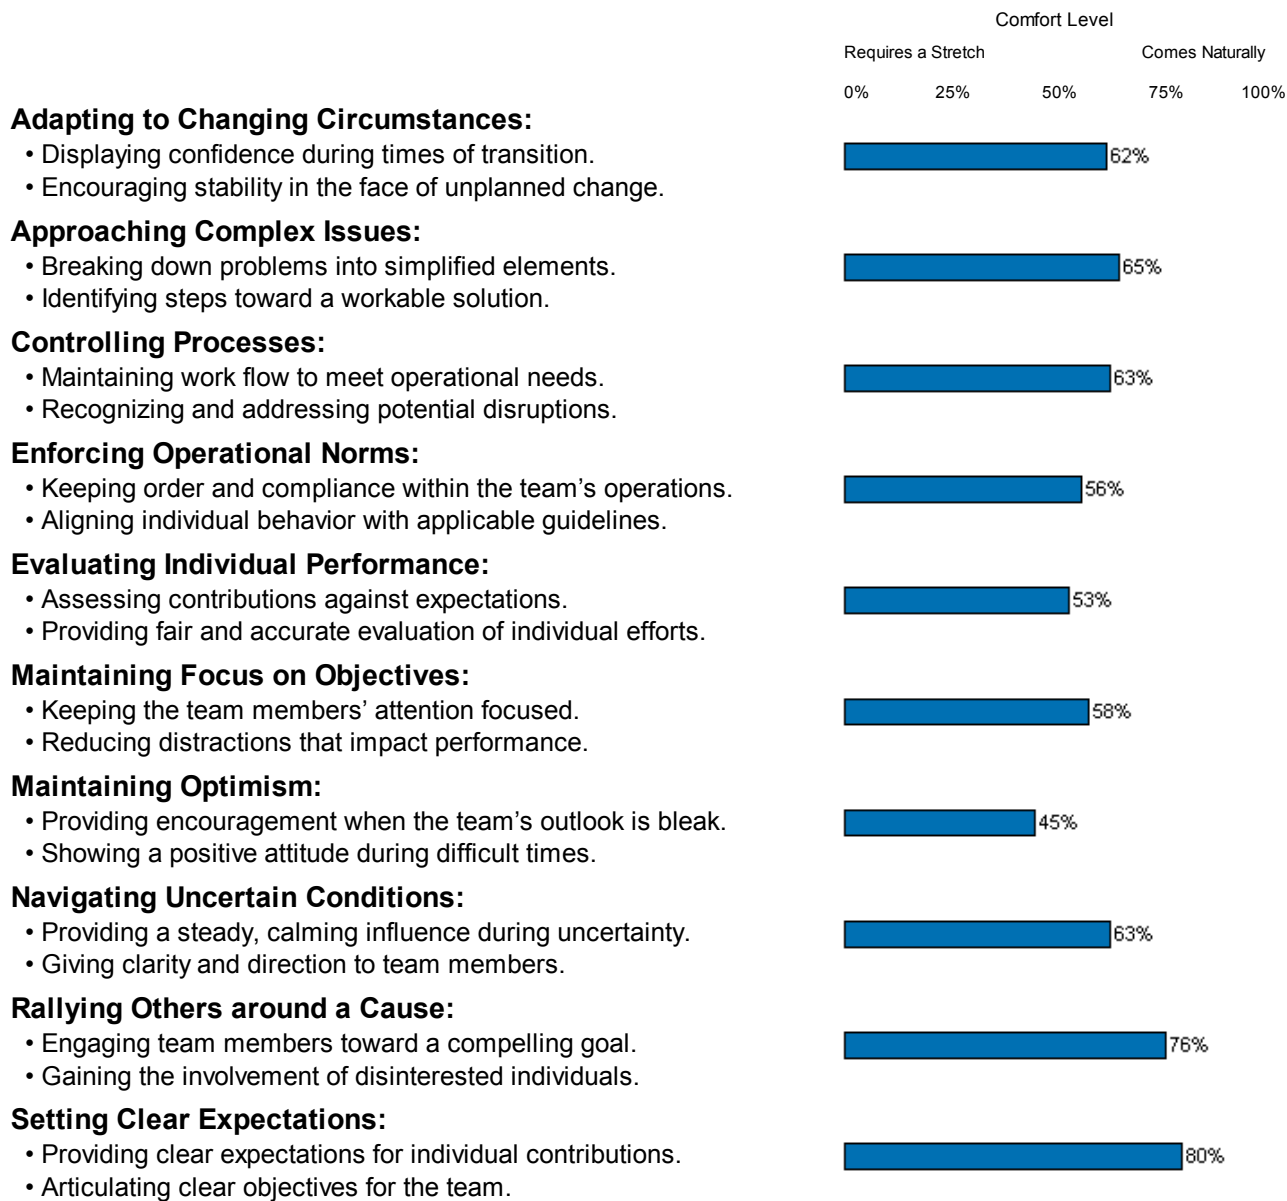 Comfort Level
Requires a Stretch Comes Naturally
0% 25% 50% 75% 100%
Adapting to Changing Circumstances:
• Displaying confidence during times of transition.
62%
• Encouraging stability in the face of unplanned change.
Approaching Complex Issues:
• Breaking down problems into simplified elements.
65%
• Identifying steps toward a workable solution.
Controlling Processes:
• Maintaining work flow to meet operational needs.
63%
• Recognizing and addressing potential disruptions.
Enforcing Operational Norms:
• Keeping order and compliance within the team’s operations.
56%
• Aligning individual behavior with applicable guidelines.
Evaluating Individual Performance:
• Assessing contributions against expectations.
53%
• Providing fair and accurate evaluation of individual efforts.
Maintaining Focus on Objectives:
• Keeping the team members’ attention focused.
58%
• Reducing distractions that impact performance.
Maintaining Optimism:
• Providing encouragement when the team’s outlook is bleak.
45%
• Showing a positive attitude during difficult times.
Navigating Uncertain Conditions:
• Providing a steady, calming influence during uncertainty.
63%
• Giving clarity and direction to team members.
Rallying Others around a Cause:
• Engaging team members toward a compelling goal.
76%
• Gaining the involvement of disinterested individuals.
Setting Clear Expectations:
• Providing clear expectations for individual contributions.
80%
• Articulating clear objectives for the team.